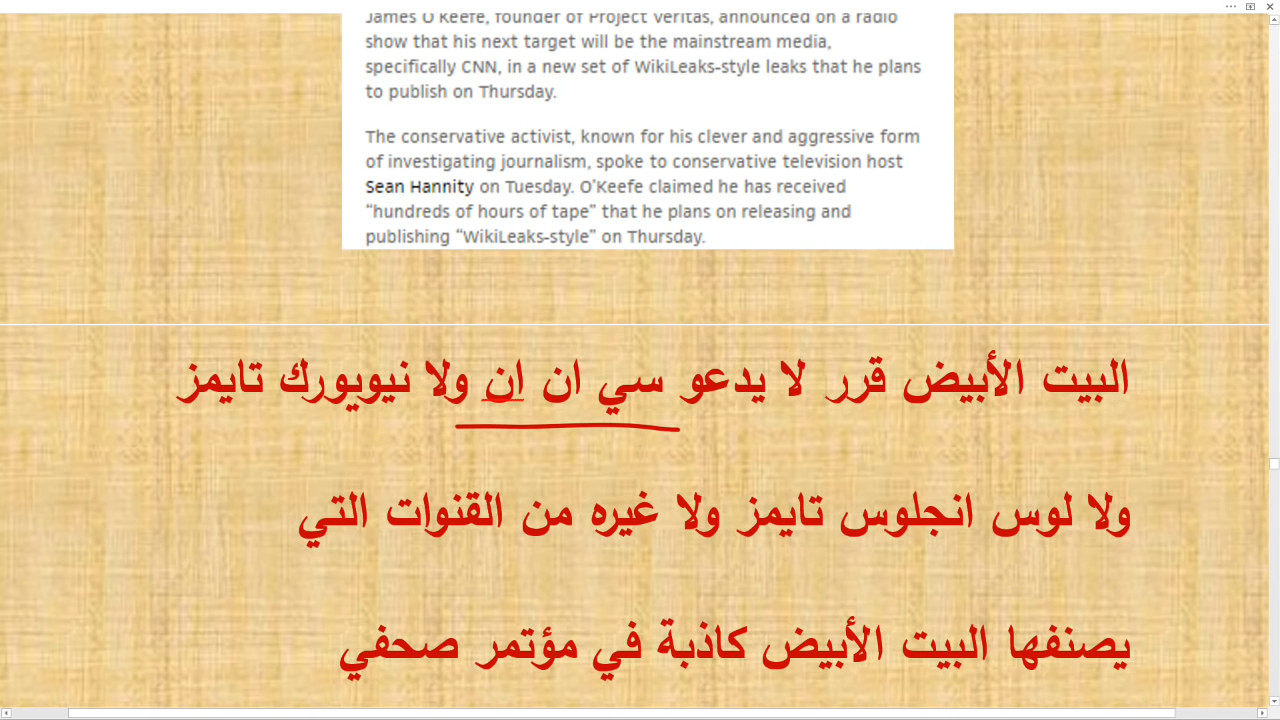 James O'Keefe, founder of Project Veritas, announced on a radio
show that his next target will be the mainstream media,
specifically CNN, in a new set of WikiLeaks-style leaks that he plans
to publish on Thursday.
The conservative activist, known for his clever and aggressive form
of investigating journalism, spoke to conservative television host
Sean Hannity on Tuesday. O'Keefe claimed he has received
“hundreds of hours of tape” that he plans on releasing and
publishing “WikiLeaks-style” on Thursday.
البيت الأبيض قرر لا يدعو سي ان ان ولا نيويورك تايمز
ولا لوس انجلوس تايمز ولا غيره من القنوات التي
يصنفها البيت الأبيض كاذبة في مؤتمر صحفي